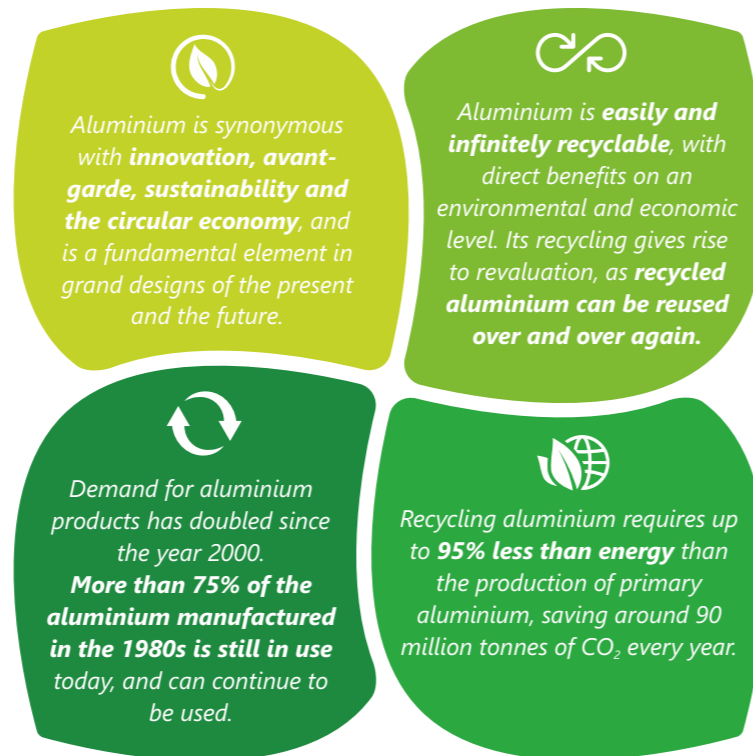 Aluminium is synonymous
with innovation, avant-
garde, sustainability and
the circular economy, and
is a fundamental element in
grand designs of the present
and the future.
Aluminium is easily and
infinitely recyclable, with
direct benefits on an
environmental and economic
level. Its recycling gives rise
to revaluation, as recycled
aluminium can be reused
over and over again.
Demand for aluminium
products has doubled since
the year 2000.
More than 75% of the
aluminium manufactured
in the 1980s is still in use
today, and can continue to
be used.
Recycling aluminium requires up
to 95% less than energy than
the production of primary
aluminium, saving around 90
million tonnes of CO₂ every year.